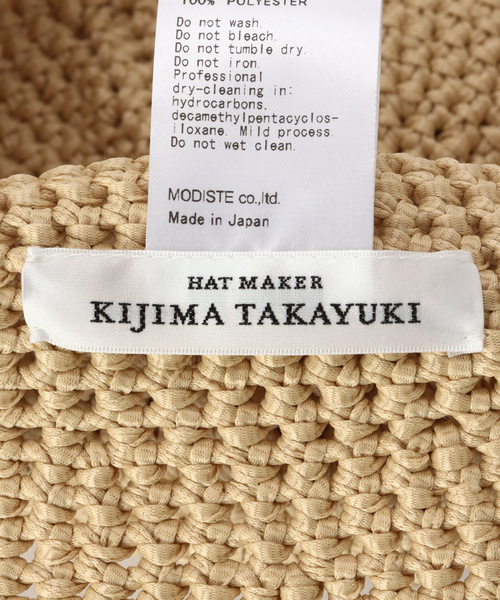 100% POLYESTER
Do not wash.
Do not bleach.
Do not tumble dry.
Do not iron.
Professional
dry-cleaning in:
hydrocarbons,
decamethylpentacyclos-
iloxane. Mild process.
Do not wet clean.
MODISTE co.,ltd.
Made in Japan
HAT MAKER
KIJIMA TAKAYUKI